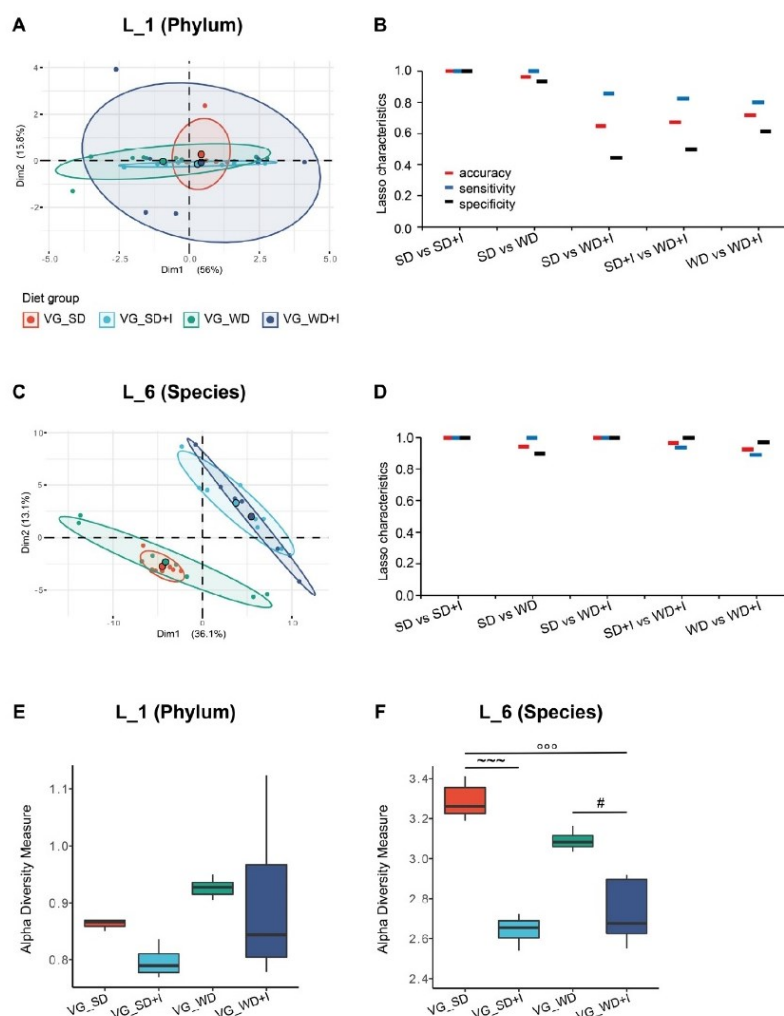 A L_1 (Phylum)
4
2
0
-2
Dim2 (15.8%)
-5.0 -2.5 0.0 2.5 5.0
Dim1 (56%)
Diet group
VG_SD VG_SD+I VG_WD VG_WD+I
B
Lasso characteristics
1.0
0.8
0.6
0.4
0.2
0.0
accuracy
sensitivity
specificity
SD vs SD+I SD vs WD SD vs WD+I SD+I vs WD+I WD vs WD+I
C L_6 (Species)
10
5
0
-5
Dim2 (13.1%)
-10 0 10
Dim1 (36.1%)
D
Lasso characteristics
1.0
0.8
0.6
0.4
0.2
0.0
SD vs SD+I SD vs WD SD vs WD+I SD+I vs WD+I WD vs WD+I
E L_1 (Phylum)
Alpha Diversity Measure
1.1
1.0
0.9
0.8
VG_SD VG_SD+I VG_WD VG_WD+I
F L_6 (Species)
Alpha Diversity Measure
3.4
3.2
3.0
2.8
2.6
2.4
°°°
~~~
#
VG_SD VG_SD+I VG_WD VG_WD+I